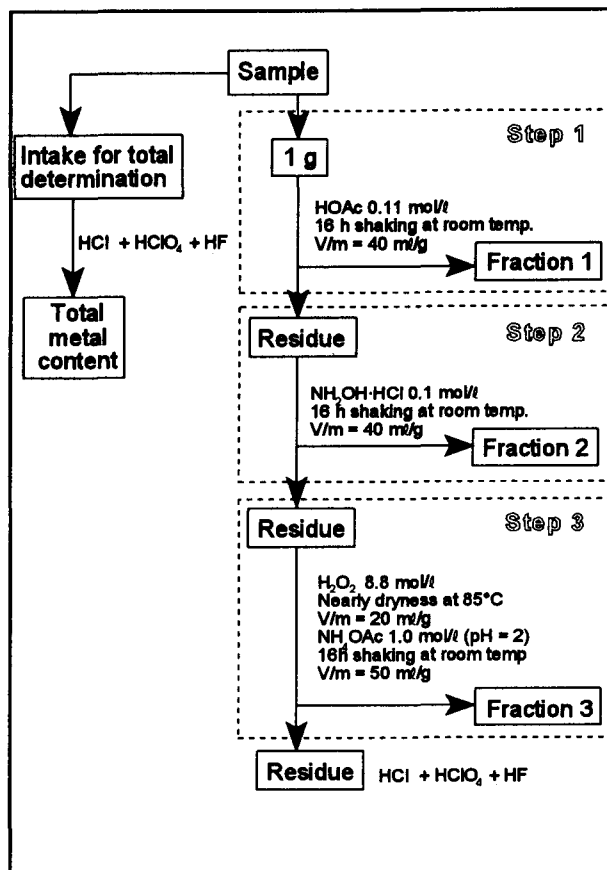 Sample
Intake for total
determination
HCl + HClO₄ + HF
Total
metal
content
Step 1
1 g
HOAc 0.11 mol/ℓ
16 h shaking at room temp.
V/m = 40 mℓ/g
Fraction 1
Step 2
Residue
NH₂OH·HCl 0.1 mol/ℓ
16 h shaking at room temp.
V/m = 40 mℓ/g
Fraction 2
Step 3
Residue
H₂O₂ 8.8 mol/ℓ
Nearly dryness at 85°C
V/m = 20 mℓ/g
NH₄OAc 1.0 mol/ℓ (pH = 2)
16h shaking at room temp
V/m = 50 mℓ/g
Fraction 3
Residue
HCl + HClO₄ + HF